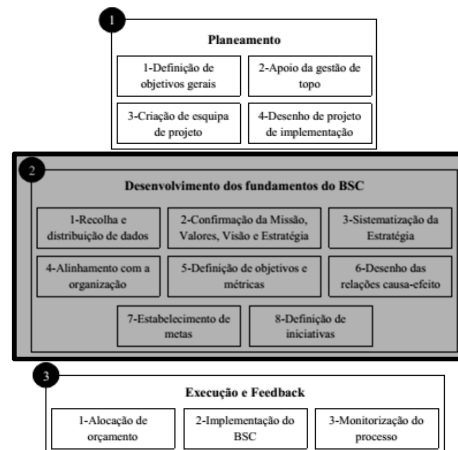 1
Planeamento
1-Definição de
objetivos gerais
2-Apoio da gestão de
topo
3-Criação de esquipa
de projeto
4-Desenho de projeto
de implementação
2
Desenvolvimento dos fundamentos do BSC
1-Recolha e
distribuição de dados
2-Confirmação da Missão,
Valores, Visão e Estratégia
3-Sistematização da
Estratégia
4-Alinhamento com a
organização
5-Definição de objetivos e
métricas
6-Desenho das
relações causa-efeito
7-Estabelecimento de
metas
8-Definição de
iniciativas
3
Execução e Feedback
1-Alocação de
orçamento
2-Implementação do
BSC
3-Monitorização do
processo